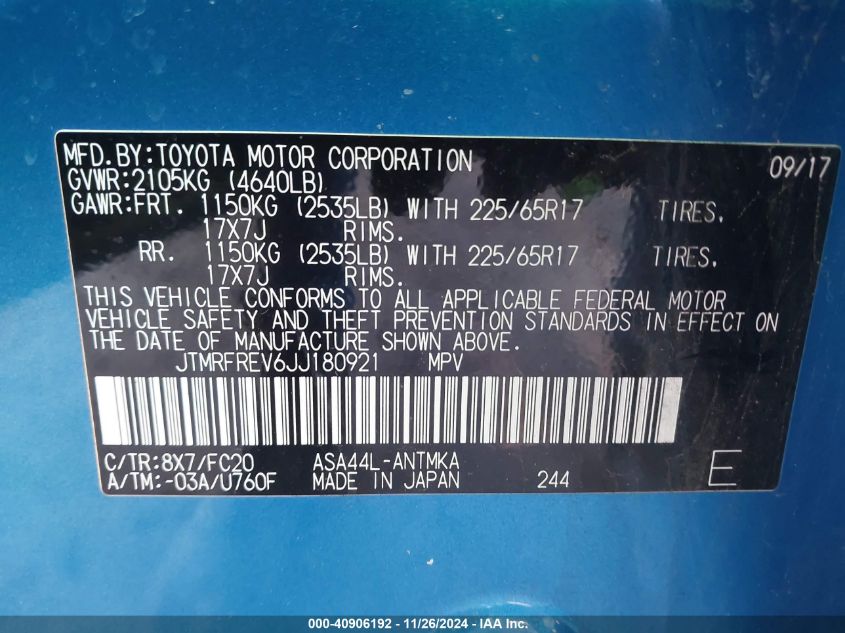 MFD.BY:TOYOTA MOTOR CORPORATION 09/17
GVWR:2105KG (4640LB)
GAWR:FRT. 1150KG (2535LB) WITH 225/65R17 TIRES.
17X7J RIMS.
RR. 1150KG (2535LB) WITH 225/65R17 TIRES.
17X7J RIMS.
THIS VEHICLE CONFORMS TO ALL APPLICABLE FEDERAL MOTOR
VEHICLE SAFETY AND THEFT PREVENTION STANDARDS IN EFFECT ON
THE DATE OF MANUFACTURE SHOWN ABOVE.
JTMRFREV6JJ180921 MPV
C/TR:8X7/FC20 ASA44L-ANTMKA
A/TM:-03A/U760F MADE IN JAPAN 244 E
000-40906192 - 11/26/2024 - IAA Inc.